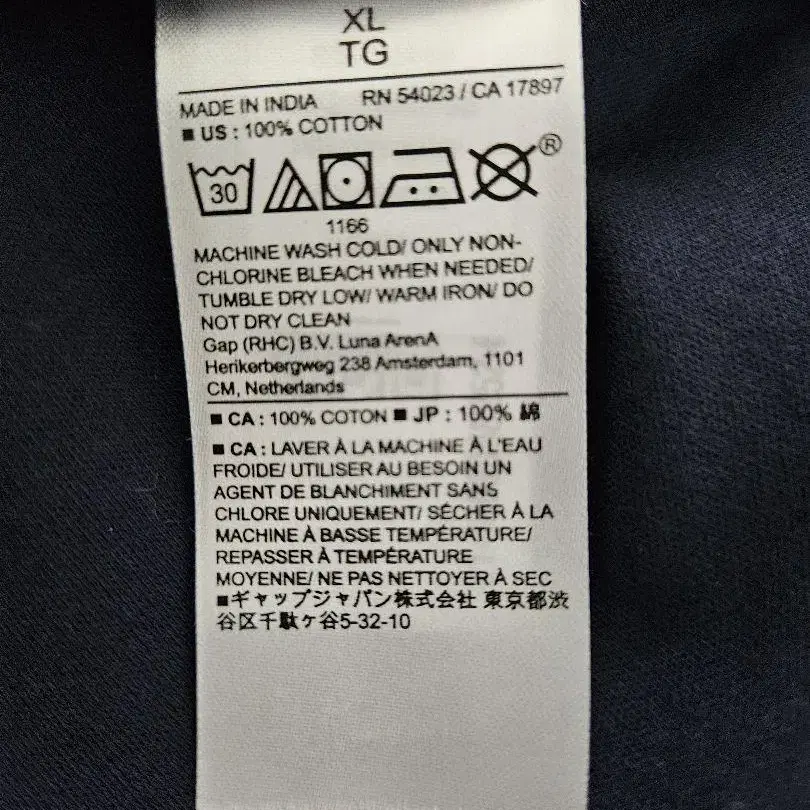 XL
TG
MADE IN INDIA RN 54023 / CA 17897
■ US : 100% COTTON
30 ®
1166
MACHINE WASH COLD/ ONLY NON-
CHLORINE BLEACH WHEN NEEDED/
TUMBLE DRY LOW/ WARM IRON/ DO
NOT DRY CLEAN
Gap (RHC) B.V. Luna ArenA
Herikerbergweg 238 Amsterdam, 1101
CM, Netherlands
■ CA : 100% COTON ■ JP : 100% 綿
■ CA : LAVER À LA MACHINE À L'EAU
FROIDE/ UTILISER AU BESOIN UN
AGENT DE BLANCHIMENT SANS
CHLORE UNIQUEMENT/ SÉCHER À LA
MACHINE À BASSE TEMPÉRATURE/
REPASSER À TEMPÉRATURE
MOYENNE/ NE PAS NETTOYER À SEC
■ギャップジャパン株式会社 東京都渋
谷区千駄ケ谷5-32-10